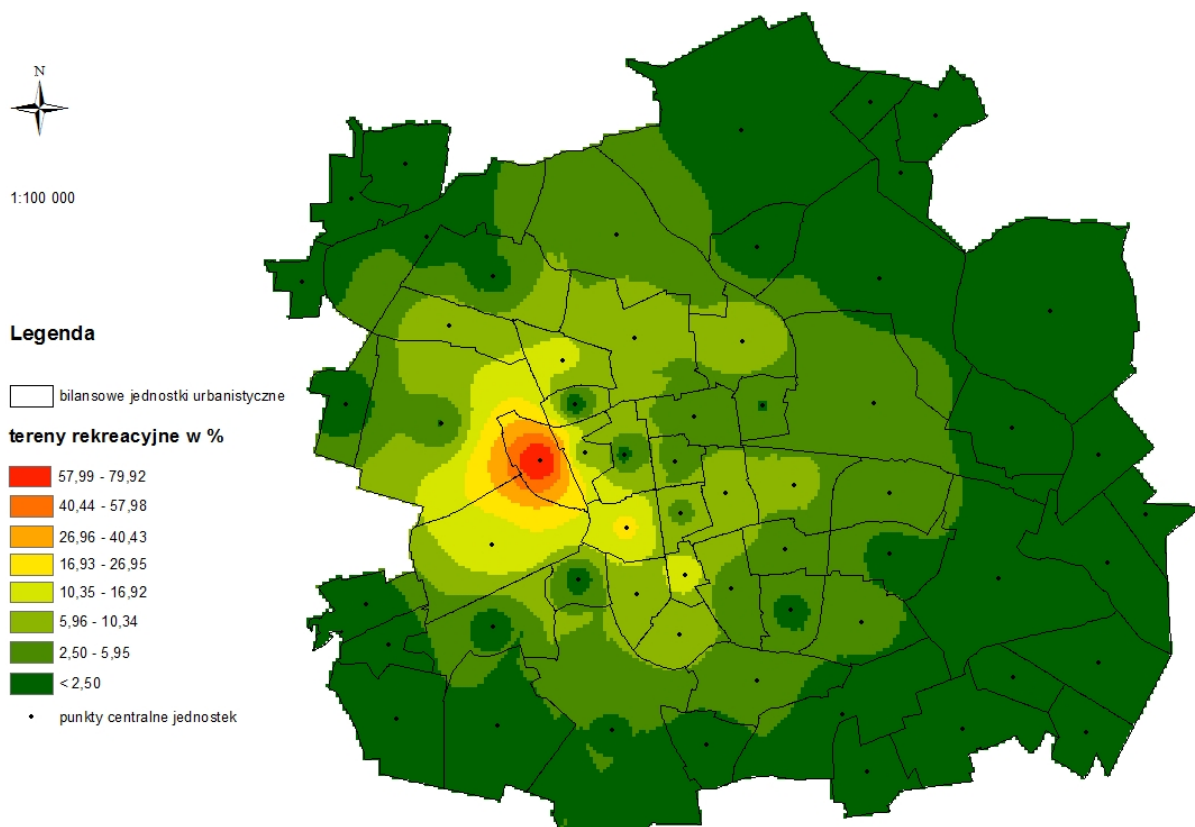 N
1:100 000
Legenda
bilansowe jednostki urbanistyczne
tereny rekreacyjne w %
57,99 - 79,92
40,44 - 57,98
26,96 - 40,43
16,93 - 26,95
10,35 - 16,92
5,96 - 10,34
2,50 - 5,95
< 2,50
punkty centralne jednostek